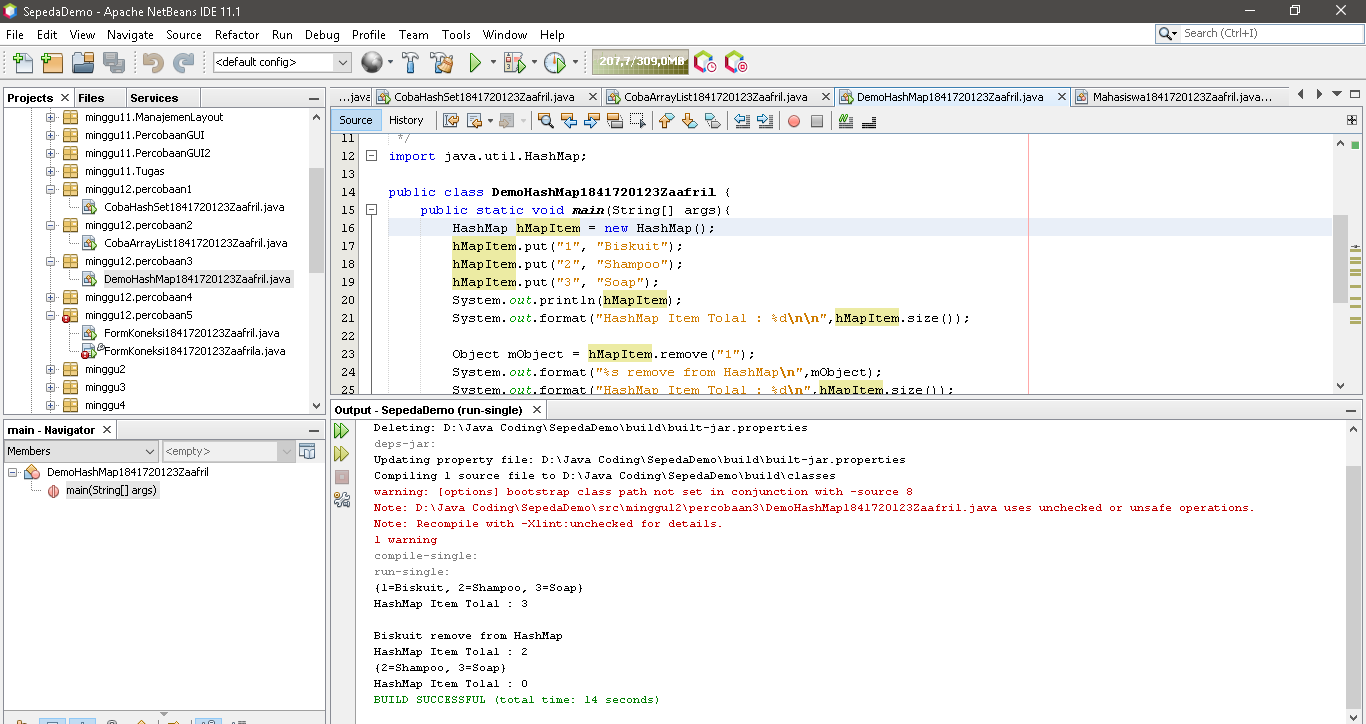 SepedaDemo - Apache NetBeans IDE 11.1
File Edit View Navigate Source Refactor Run Debug Profile Team Tools Window Help
Search (Ctrl+I)
<default config>
207,7/309,0MB
Projects Files Services
minggu11.ManajemenLayout
minggu11.PercobaanGUI
minggu11.PercobaanGUI2
minggu11.Tugas
minggu12.percobaan1
CobaHashSet1841720123Zaafril.java
minggu12.percobaan2
CobaArrayList1841720123Zaafril.java
minggu12.percobaan3
DemoHashMap1841720123Zaafril.java
minggu12.percobaan4
minggu12.percobaan5
FormKoneksi1841720123Zaafril.java
FormKoneksi1841720123Zaafrila.java
minggu2
minggu3
minggu4
main - Navigator
Members <empty>
DemoHashMap1841720123Zaafril
main(String[] args)
...java CobaHashSet1841720123Zaafril.java CobaArrayList1841720123Zaafril.java DemoHashMap1841720123Zaafril.java Mahasiswa1841720123Zaafril.java...
Source History
11 */
12 import java.util.HashMap;
13
14 public class DemoHashMap1841720123Zaafril {
15 public static void main(String[] args){
16 HashMap hMapItem = new HashMap();
17 hMapItem.put("1", "Biskuit");
18 hMapItem.put("2", "Shampoo");
19 hMapItem.put("3", "Soap");
20 System.out.println(hMapItem);
21 System.out.format("HashMap Item Tolal : %d\n\n",hMapItem.size());
22
23 Object mObject = hMapItem.remove("1");
24 System.out.format("%s remove from HashMap\n",mObject);
25 System.out.format("HashMap Item Tolal : %d\n",hMapItem.size());
Output - SepedaDemo (run-single)
Deleting: D:\Java Coding\SepedaDemo\build\built-jar.properties
deps-jar:
Updating property file: D:\Java Coding\SepedaDemo\build\built-jar.properties
Compiling 1 source file to D:\Java Coding\SepedaDemo\build\classes
warning: [options] bootstrap class path not set in conjunction with -source 8
Note: D:\Java Coding\SepedaDemo\src\minggu12\percobaan3\DemoHashMap1841720123Zaafril.java uses unchecked or unsafe operations.
Note: Recompile with -Xlint:unchecked for details.
1 warning
compile-single:
run-single:
{1=Biskuit, 2=Shampoo, 3=Soap}
HashMap Item Tolal : 3
Biskuit remove from HashMap
HashMap Item Tolal : 2
{2=Shampoo, 3=Soap}
HashMap Item Tolal : 0
BUILD SUCCESSFUL (total time: 14 seconds)